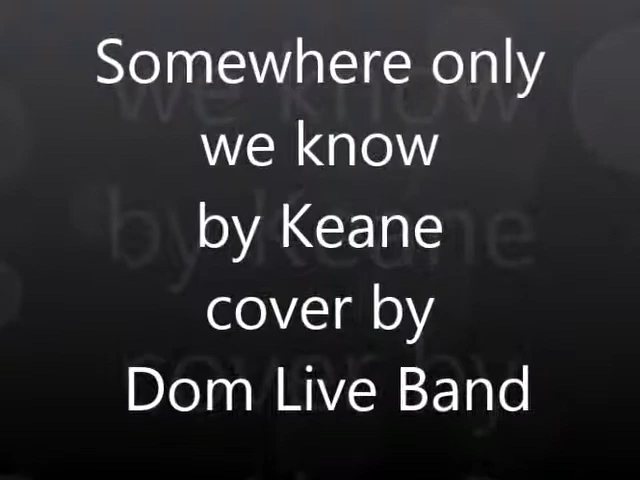 Somewhere only
we know
by Keane
cover by
Dom Live Band